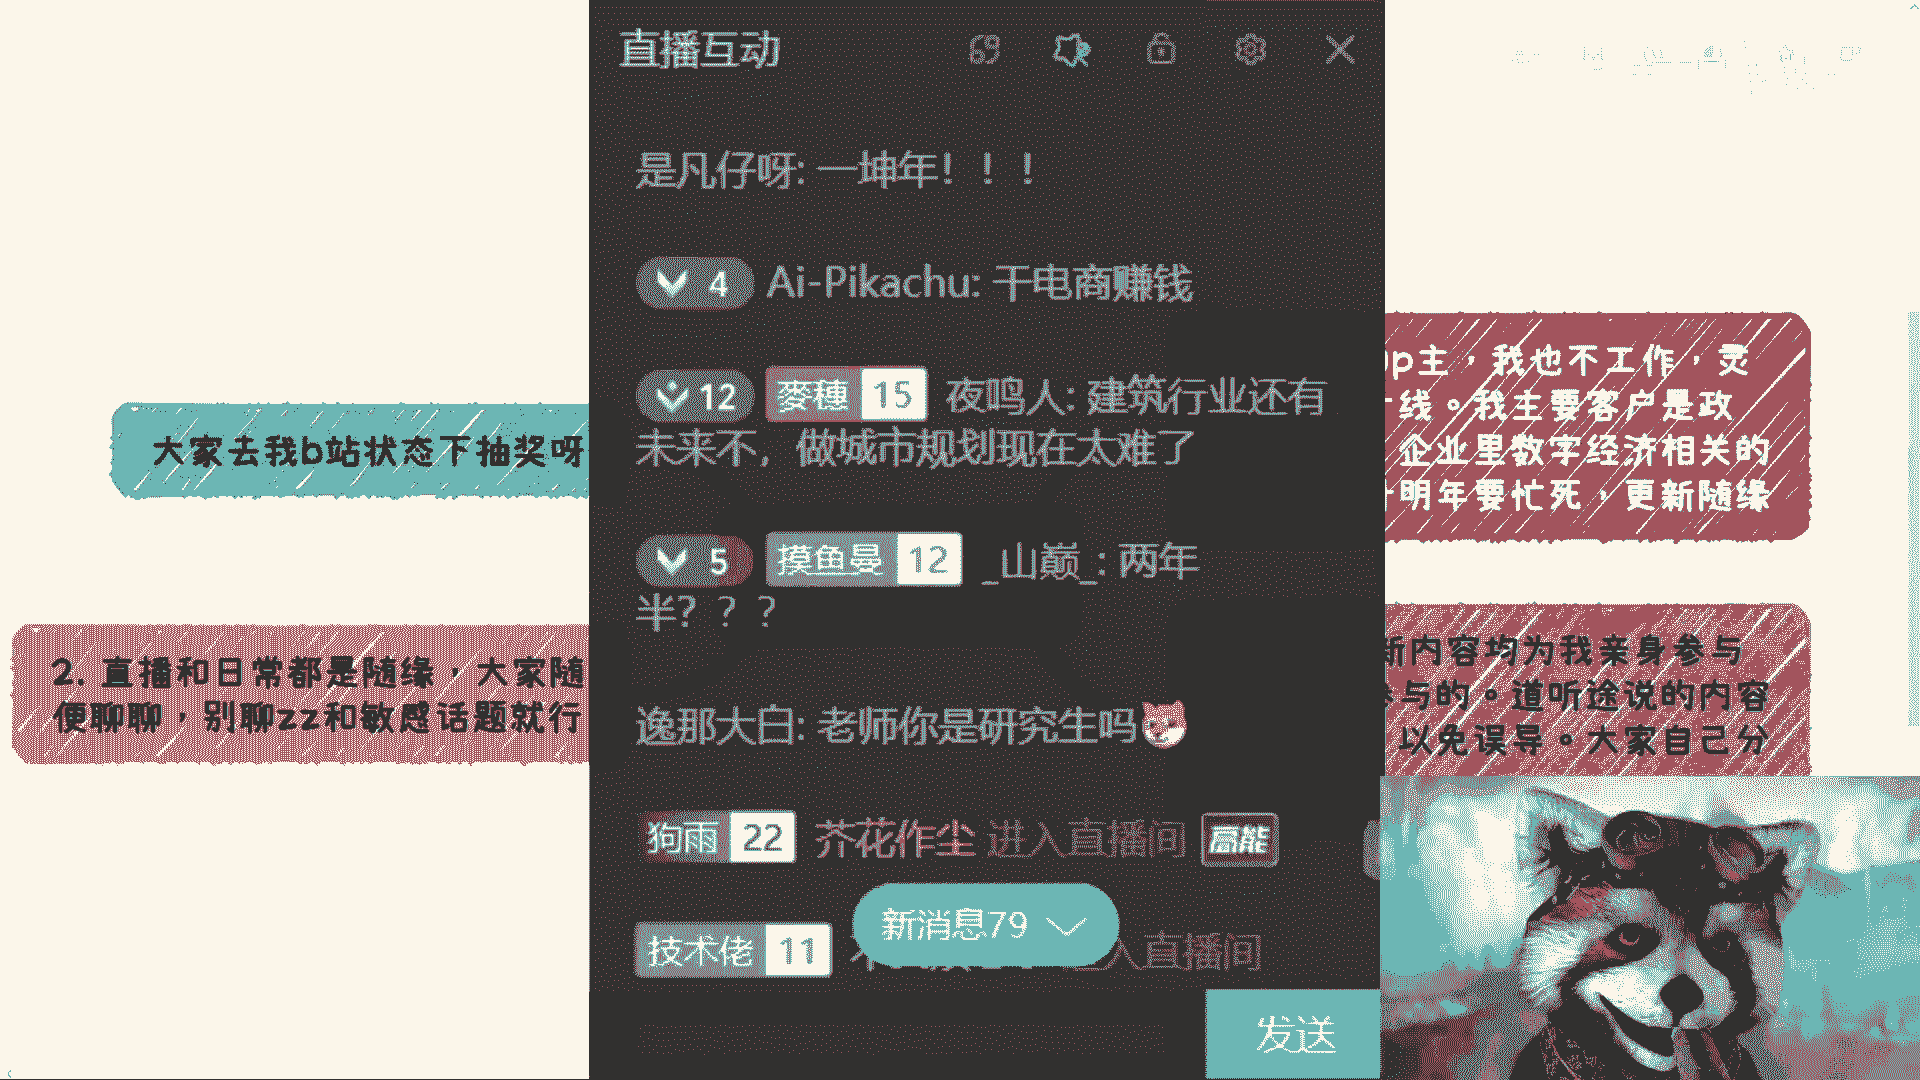 直播互动
是凡仔呀: 一坤年！！！
4 Ai-Pikachu: 干电商赚钱
12 麥穗 15 夜鸣人: 建筑行业还有
未来不，做城市规划现在太难了
5 摸鱼曼 12 _山巅_: 两年
半？？？
逸那大白: 老师你是研究生吗
狗雨 22 芥花作尘 进入直播间 高能
新消息79
技术佬 11 入直播间
发送
大家去我b站状态下抽奖呀
2. 直播和日常都是随缘，大家随
便聊聊，别聊zz和敏感话题就行
p主，我也不工作，灵
线。我主要客户是政
企业里数字经济相关的
明年要忙死，更新随缘
新内容均为我亲身参与
参与的。道听途说的内容
以免误导。大家自己分